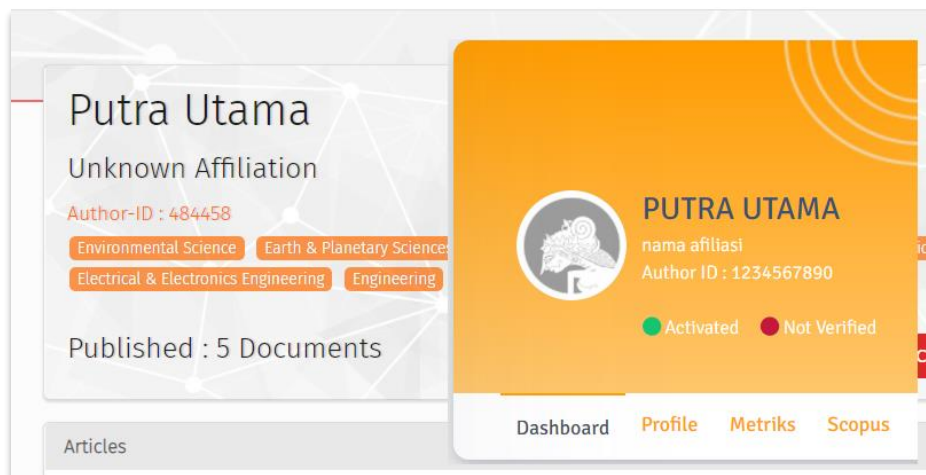 Putra Utama
Unknown Affiliation
Author-ID : 484458
Environmental Science Earth & Planetary Sciences
Electrical & Electronics Engineering Engineering
Published : 5 Documents
Articles
PUTRA UTAMA
nama afiliasi
Author ID : 1234567890
Activated Not Verified
Dashboard Profile Metriks Scopus